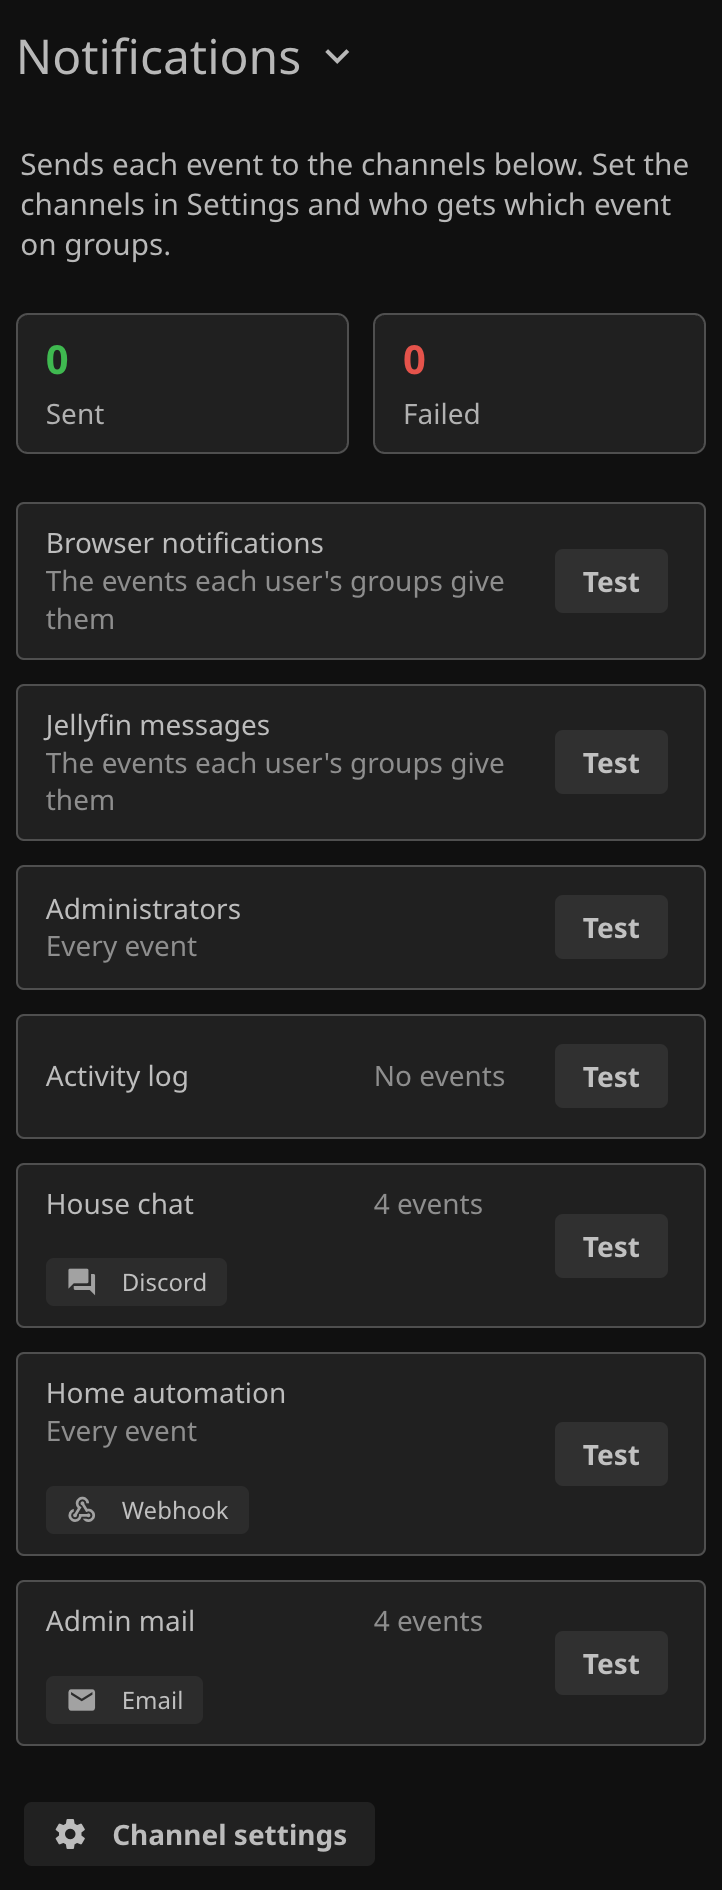 Notifications
Sends each event to the channels below. Set the
channels in Settings and who gets which event
on groups.
0
Sent
0
Failed
Browser notifications
The events each user's groups give
them
Test
Jellyfin messages
The events each user's groups give
them
Test
Administrators
Every event
Test
Activity log
No events
Test
House chat
4 events
Discord
Test
Home automation
Every event
Webhook
Test
Admin mail
4 events
Email
Test
Channel settings